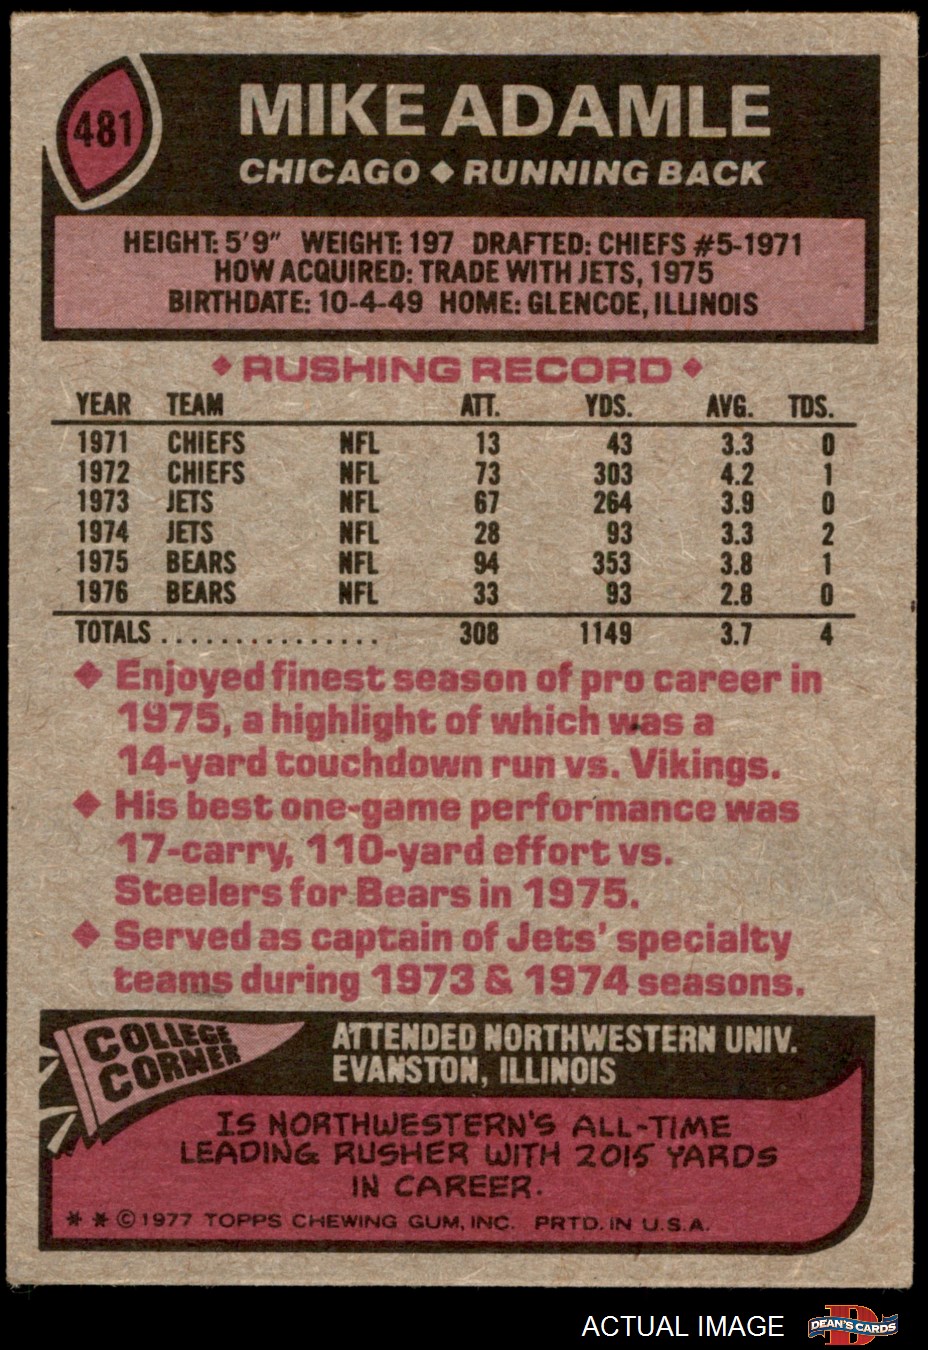 481
MIKE ADAMLE
CHICAGO ◆ RUNNING BACK
HEIGHT: 5'9" WEIGHT: 197 DRAFTED: CHIEFS #5-1971
HOW ACQUIRED: TRADE WITH JETS, 1975
BIRTHDATE: 10-4-49 HOME: GLENCOE, ILLINOIS
◆ RUSHING RECORD ◆
YEAR TEAM ATT. YDS. AVG. TDS.
1971 CHIEFS NFL 13 43 3.3 0
1972 CHIEFS NFL 73 303 4.2 1
1973 JETS NFL 67 264 3.9 0
1974 JETS NFL 28 93 3.3 2
1975 BEARS NFL 94 353 3.8 1
1976 BEARS NFL 33 93 2.8 0
TOTALS ............... 308 1149 3.7 4
◆ Enjoyed finest season of pro career in
1975, a highlight of which was a
14-yard touchdown run vs. Vikings.
◆ His best one-game performance was
17-carry, 110-yard effort vs.
Steelers for Bears in 1975.
◆ Served as captain of Jets' specialty
teams during 1973 & 1974 seasons.
COLLEGE
CORNER
ATTENDED NORTHWESTERN UNIV.
EVANSTON, ILLINOIS
IS NORTHWESTERN'S ALL-TIME
LEADING RUSHER WITH 2015 YARDS
IN CAREER.
* * © 1977 TOPPS CHEWING GUM, INC. PRTD. IN U.S.A.
ACTUAL IMAGE
D
DEAN'S CARDS